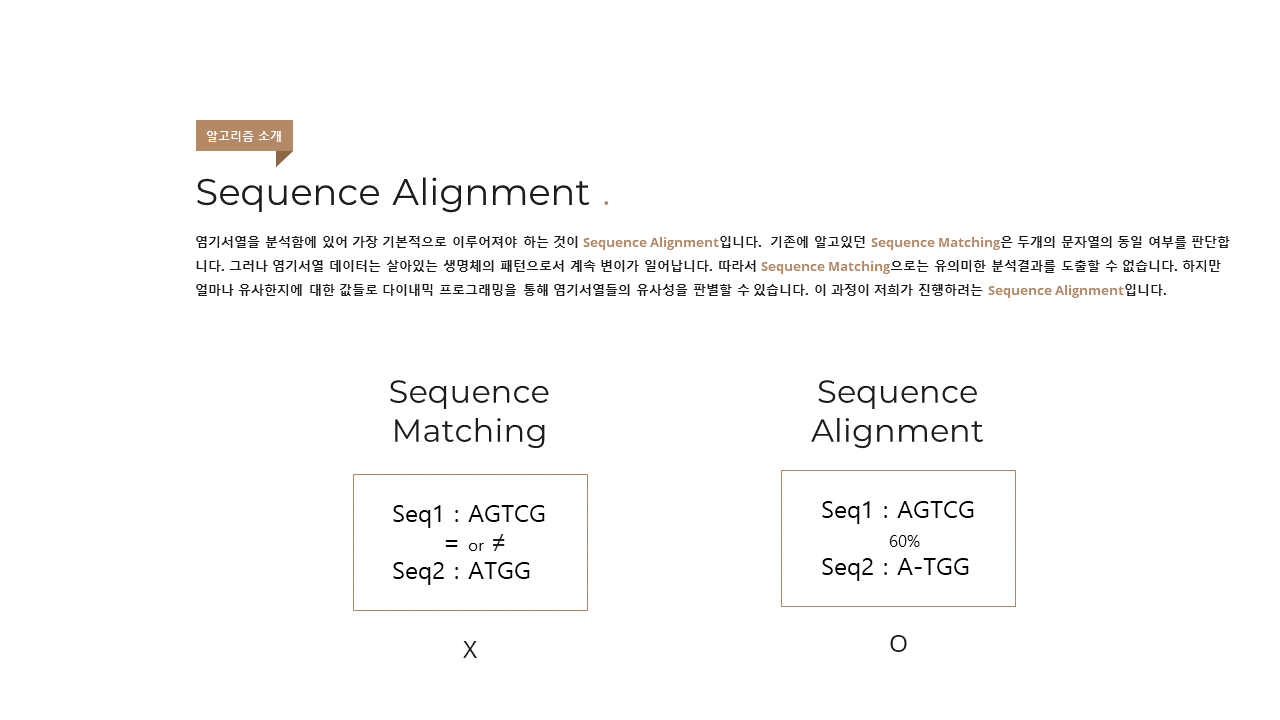 알고리즘 소개
Sequence Alignment .
염기서열을 분석함에 있어 가장 기본적으로 이루어져야 하는 것이 Sequence Alignment입니다. 기존에 알고있던 Sequence Matching은 두개의 문자열의 동일 여부를 판단합
니다. 그러나 염기서열 데이터는 살아있는 생명체의 패턴으로서 계속 변이가 일어납니다. 따라서 Sequence Matching으로는 유의미한 분석결과를 도출할 수 없습니다. 하지만
얼마나 유사한지에 대한 값들로 다이내믹 프로그래밍을 통해 염기서열들의 유사성을 판별할 수 있습니다. 이 과정이 저희가 진행하려는 Sequence Alignment입니다.
Sequence
Matching
Seq1 : AGTCG
= or ≠
Seq2 : ATGG
X
Sequence
Alignment
Seq1 : AGTCG
60%
Seq2 : A-TGG
O